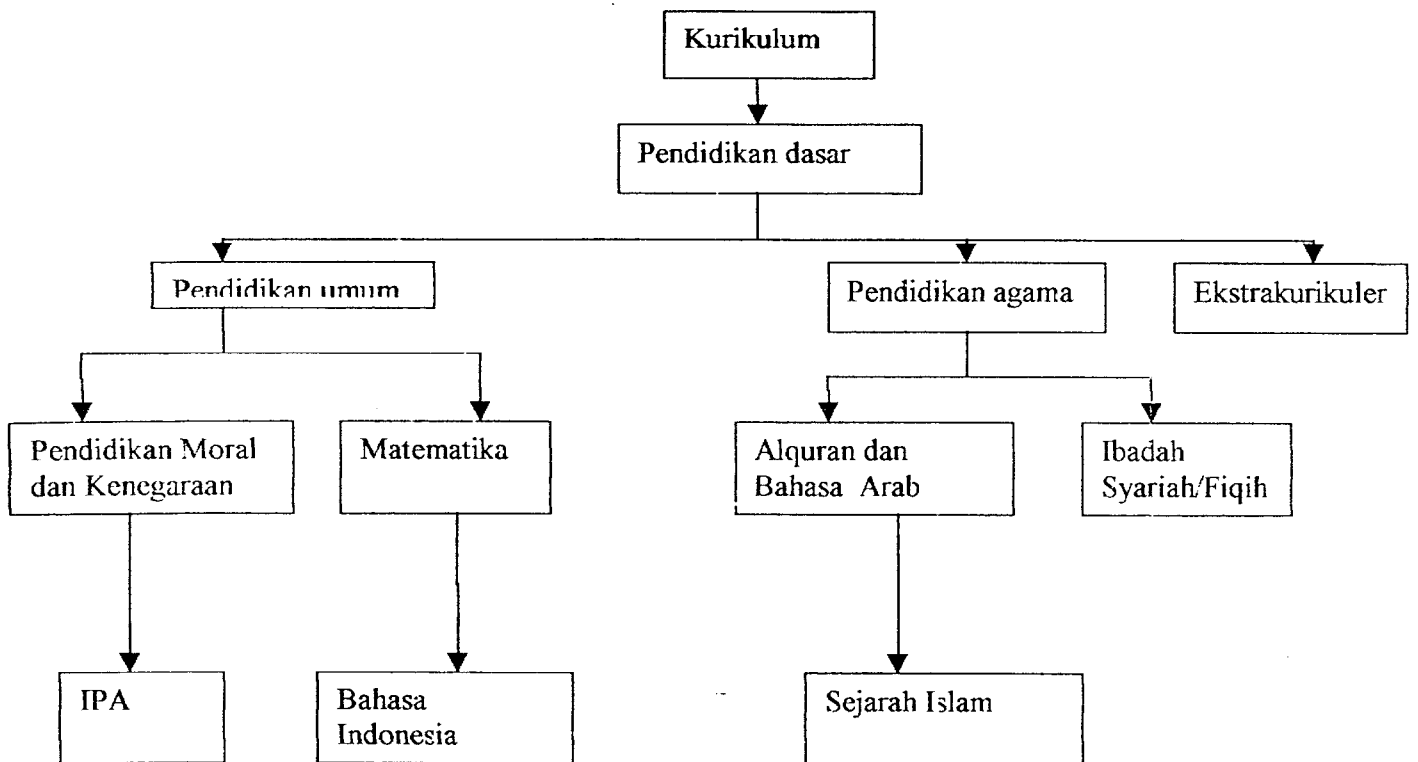 Kurikulum
Pendidikan dasar
Pendidikan umum
Pendidikan agama
Ekstrakurikuler
Pendidikan Moral
dan Kenegaraan
Matematika
Alquran dan
Bahasa Arab
Ibadah
Syariah/Fiqih
IPA
Bahasa
Indonesia
Sejarah Islam